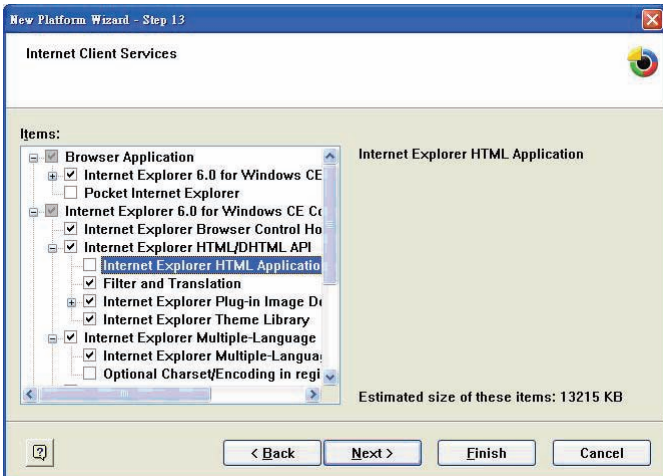 New Platform Wizard - Step 13
Internet Client Services
Items:
Browser Application
Internet Explorer 6.0 for Windows CE
Pocket Internet Explorer
Internet Explorer 6.0 for Windows CE Co
Internet Explorer Browser Control Ho
Internet Explorer HTML/DHTML API
Internet Explorer HTML Applicatio
Filter and Translation
Internet Explorer Plug-in Image De
Internet Explorer Theme Library
Internet Explorer Multiple-Language
Internet Explorer Multiple-Langua
Optional Charset/Encoding in regi
Internet Explorer HTML Application
Estimated size of these items: 13215 KB
< Back
Next >
Finish
Cancel